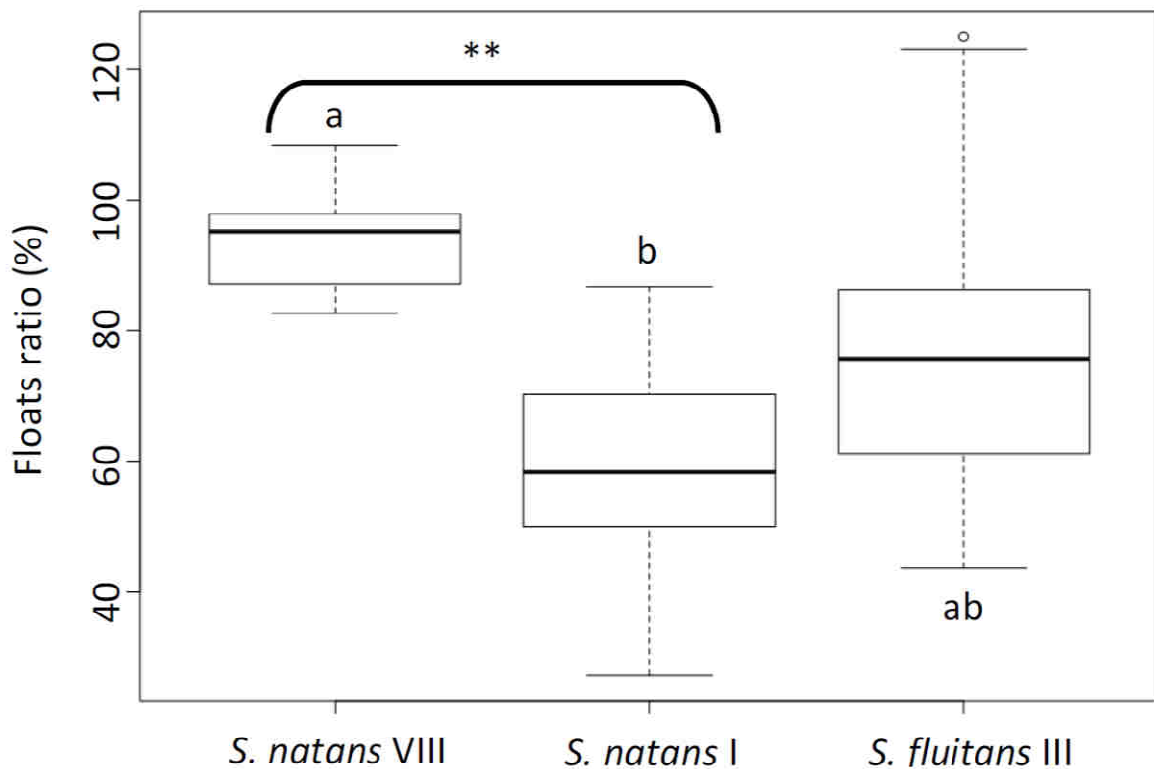 Floats ratio (%)
120
100
80
60
40
**
a
b
ab
S. natans VIII
S. natans I
S. fluitans III